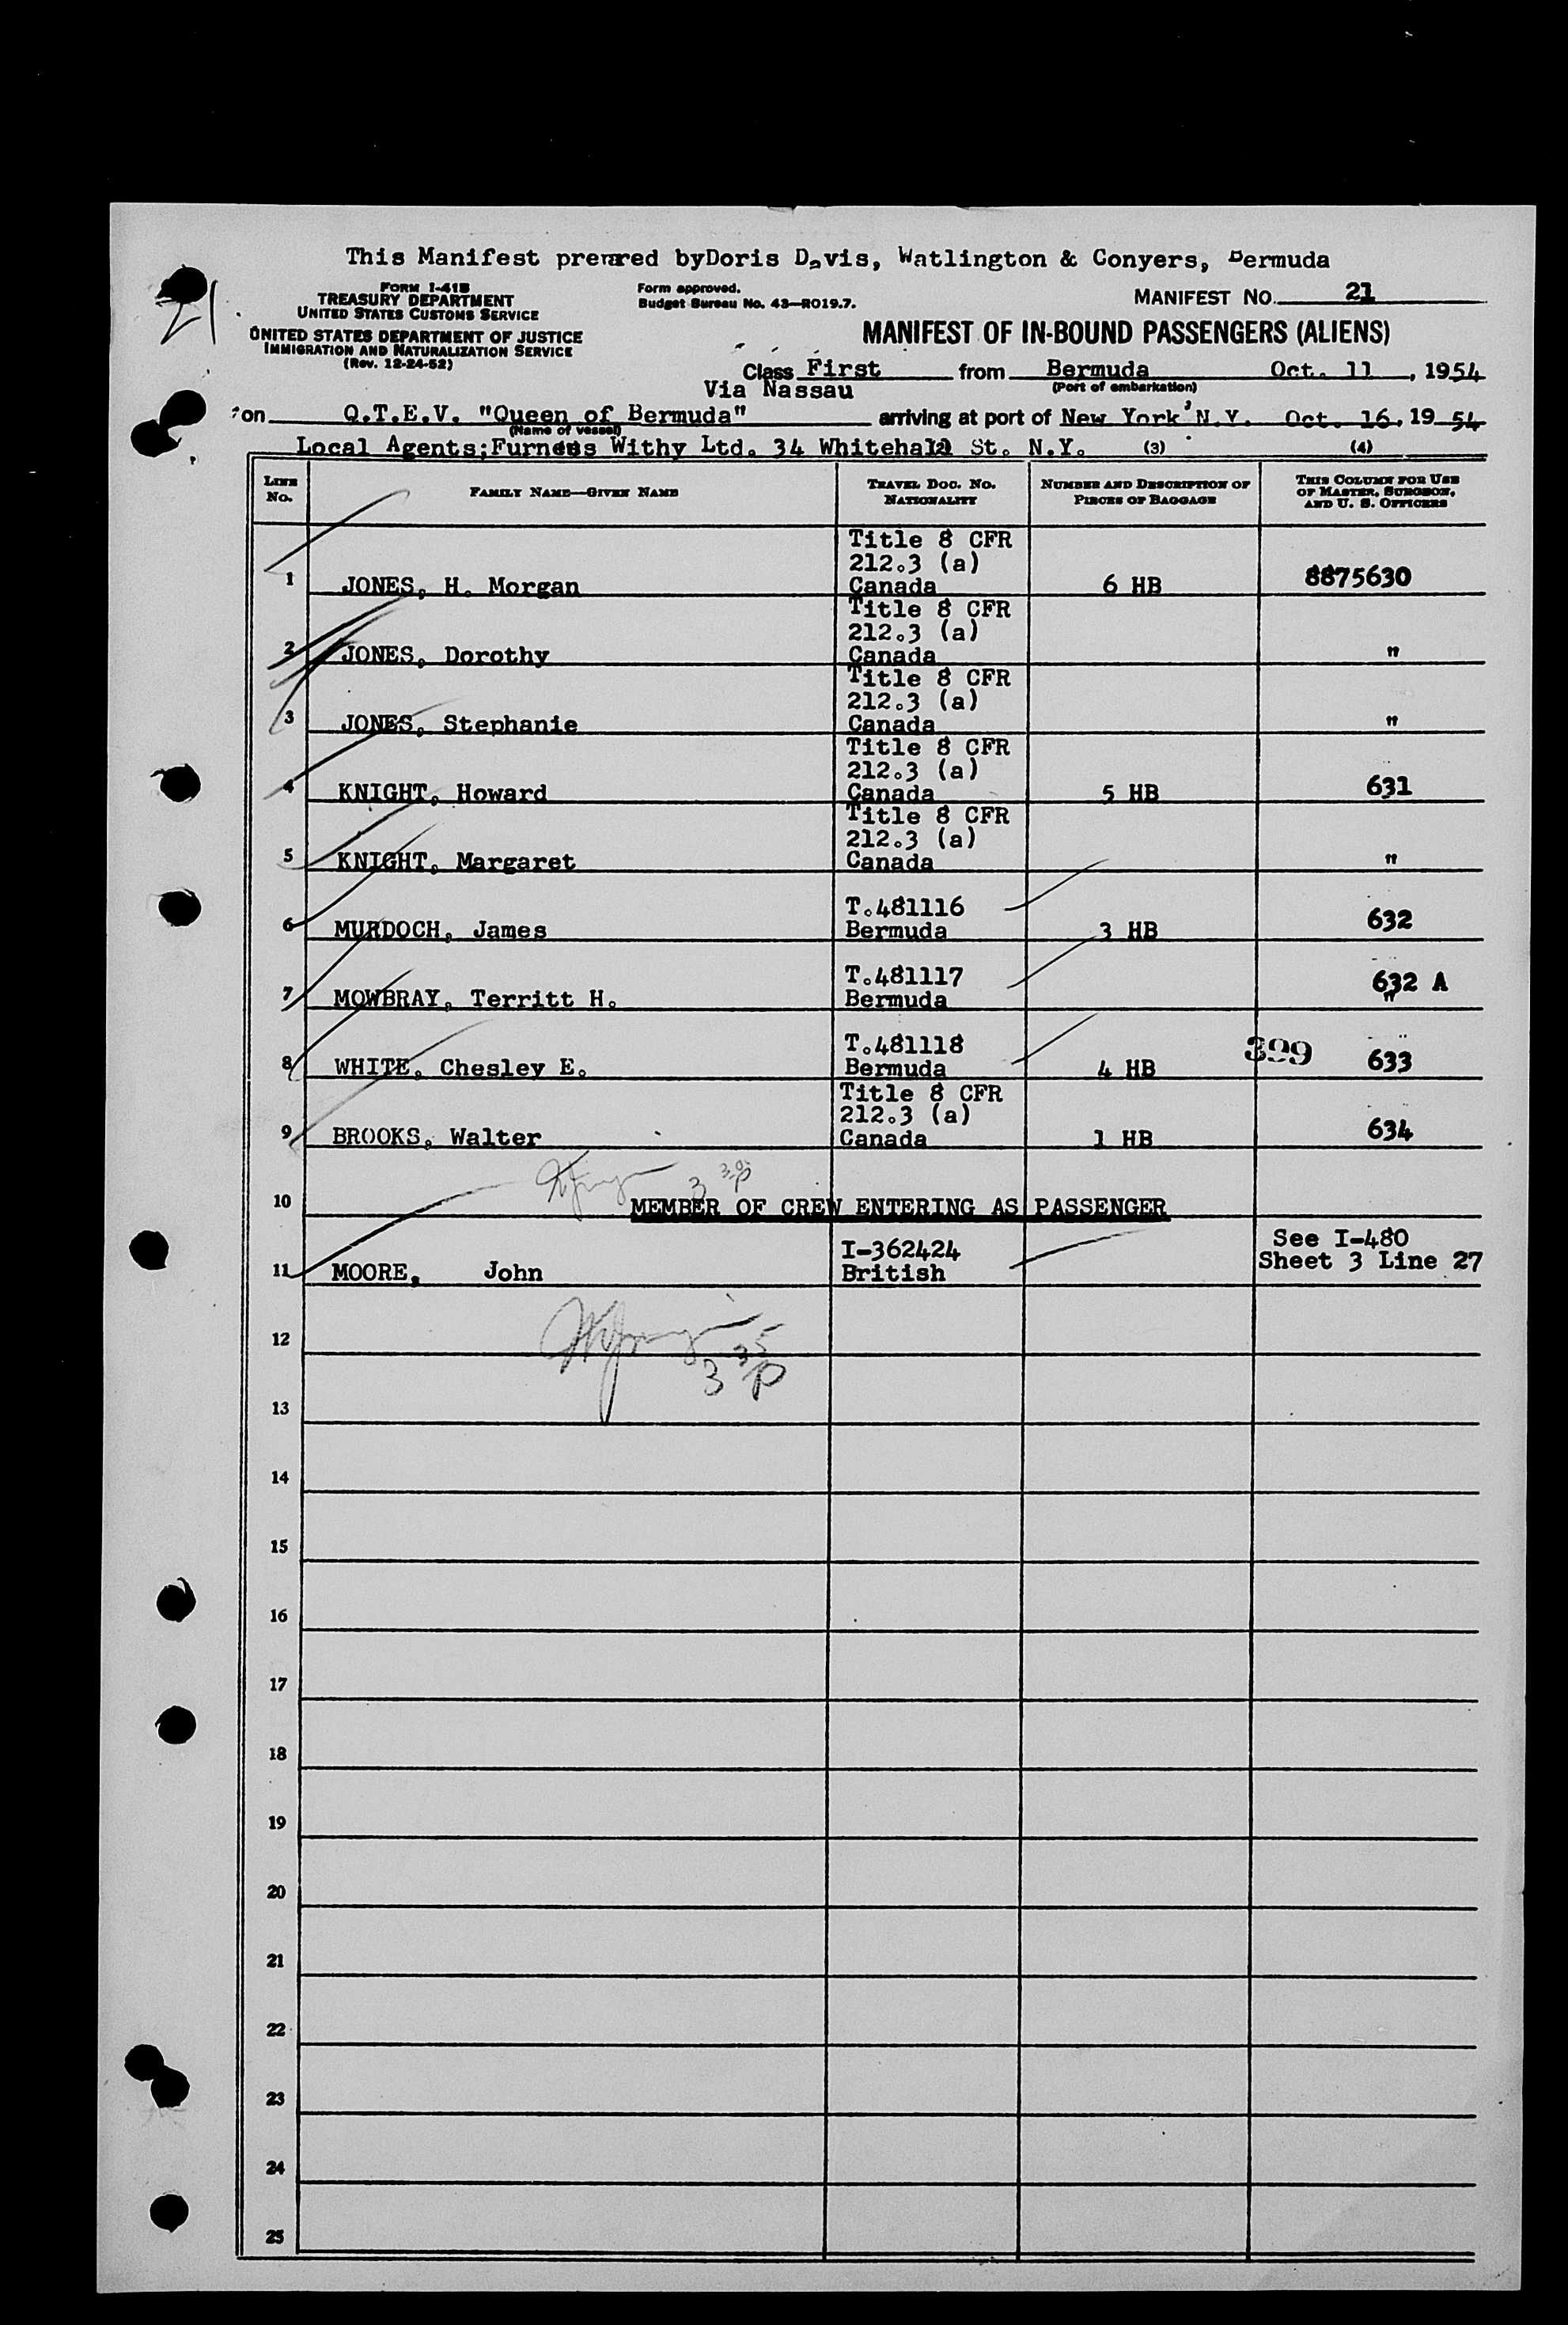 This Manifest prepared byDoris Davis, Watlington & Conyers, Bermuda
21
FORM I-418
TREASURY DEPARTMENT
UNITED STATES CUSTOMS SERVICE
UNITED STATES DEPARTMENT OF JUSTICE
IMMIGRATION AND NATURALIZATION SERVICE
(Rev. 12-24-52)
Form approved.
Budget Bureau No. 43—R019.7.
MANIFEST NO. 21
MANIFEST OF IN-BOUND PASSENGERS (ALIENS)
Class First from Bermuda Oct. 11, 1954
Via Nassau (Port of embarkation)
on Q.T.E.V. "Queen of Bermuda" arriving at port of New York N.Y. Oct. 16, 1954
(Name of vessel)
Local Agents; Furness Withy Ltd. 34 Whitehall St. N.Y. (3) (4)
LINE No. FAMILY NAME—GIVEN NAME TRAVEL DOC. NO. NATIONALITY NUMBER AND DESCRIPTION OF PIECES OF BAGGAGE THIS COLUMN FOR USE OF MASTER, SURGEON, AND U. S. OFFICERS
Title 8 CFR
212.3 (a)
1 JONES, H. Morgan Canada 6 HB 8875630
Title 8 CFR
212.3 (a)
2 JONES, Dorothy Canada "
Title 8 CFR
212.3 (a)
3 JONES, Stephanie Canada "
Title 8 CFR
212.3 (a)
4 KNIGHT, Howard Canada 5 HB 631
Title 8 CFR
212.3 (a)
5 KNIGHT, Margaret Canada "
T.481116
6 MURDOCH, James Bermuda 3 HB 632
T.481117
7 MOWBRAY, Territt H. Bermuda 632 A
"
T.481118 399
8 WHITE, Chesley E. Bermuda 4 HB 633
Title 8 CFR
212.3 (a)
9 BROOKS, Walter Canada 1 HB 634
10 MEMBER OF CREW ENTERING AS PASSENGER
I-362424 See I-480
11 MOORE, John British Sheet 3 Line 27
12
3 35 p
13
14
15
16
17
18
19
20
21
22
23
24
25